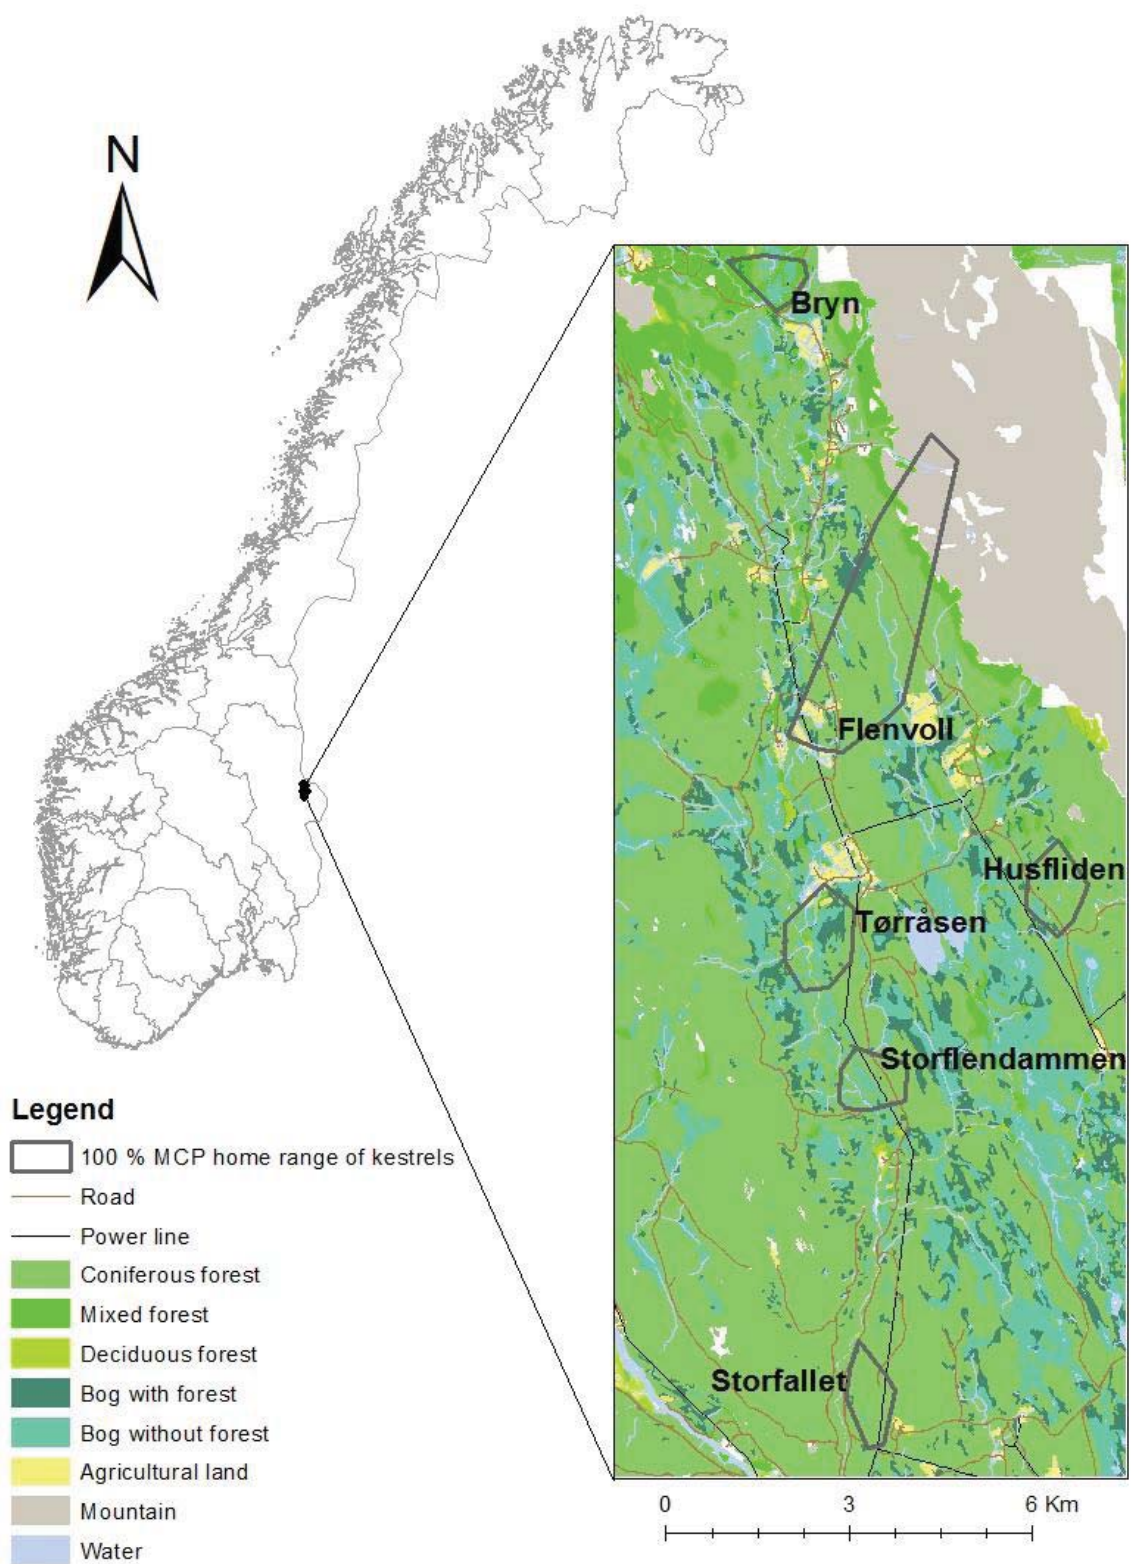 N
Bryn
Flenvoll
Husfliden
Tørråsen
Storflendammen
Storfallet
Legend
100 % MCP home range of kestrels
Road
Power line
Coniferous forest
Mixed forest
Deciduous forest
Bog with forest
Bog without forest
Agricultural land
Mountain
Water
0 3 6 Km